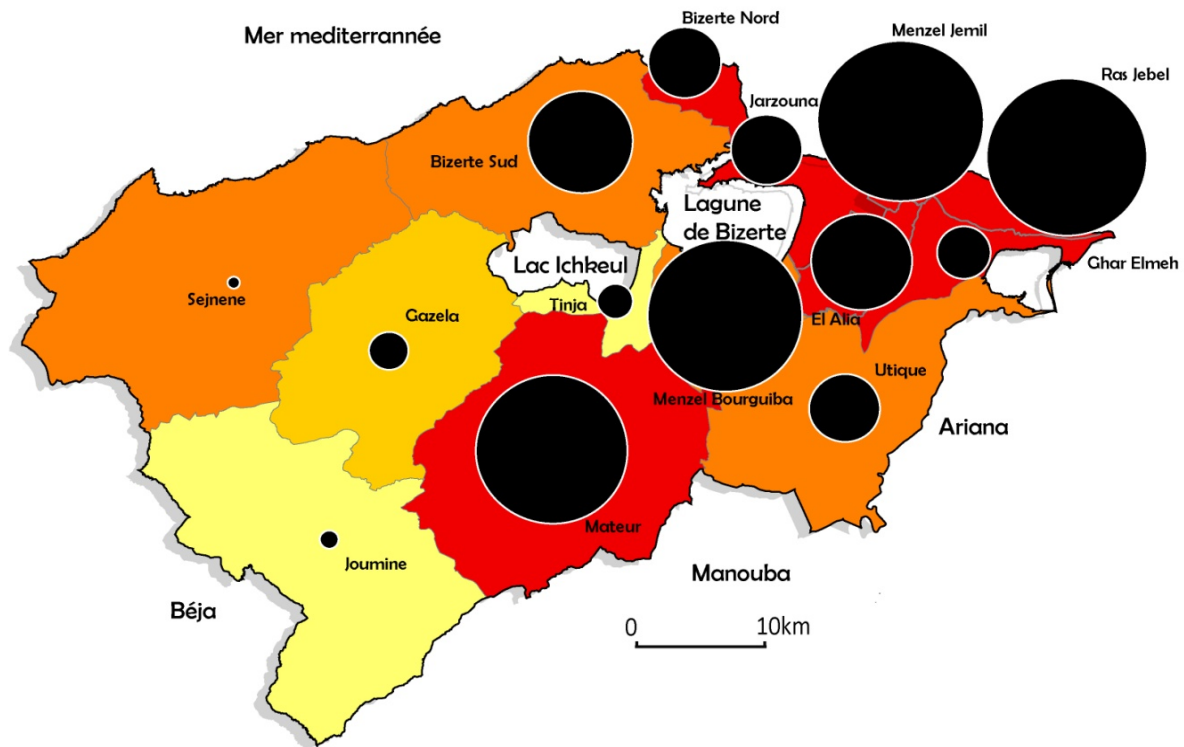 Bizerte Nord
Menzel Jemil
Mer mediterrannée
Ras Jebel
Jarzouna
Bizerte Sud
Lagune
de Bizerte
Lac Ichkeul
Ghar Elmeh
Sejnene
Tinja
Gazela
El Alia
Utique
Menzel Bourguiba
Ariana
Mateur
Joumine
Manouba
Béja
0 10km